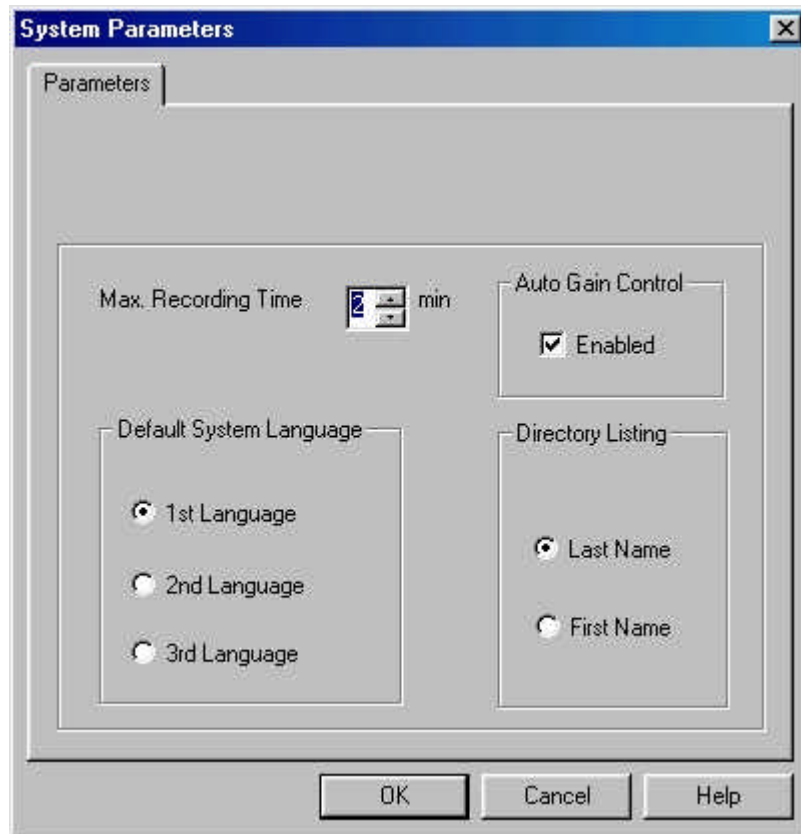 System Parameters
Parameters
Max. Recording Time 2 min
Auto Gain Control
Enabled
Default System Language
1st Language
2nd Language
3rd Language
Directory Listing
Last Name
First Name
OK Cancel Help